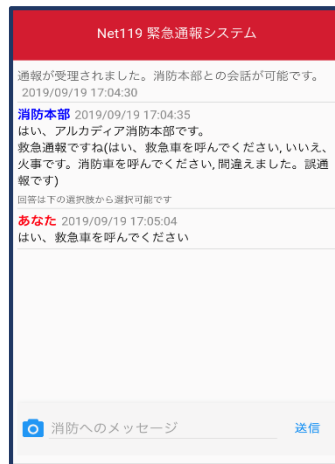 Net119 緊急通報システム
通報が受理されました。消防本部との会話が可能です。
2019/09/19 17:04:30
消防本部 2019/09/19 17:04:35
はい、アルカディア消防本部です。
救急通報ですね(はい、救急車を呼んでください, いいえ、
火事です。消防車を呼んでください, 間違えました。誤通
報です)
回答は下の選択肢から選択可能です
あなた 2019/09/19 17:05:04
はい、救急車を呼んでください
消防へのメッセージ 送信